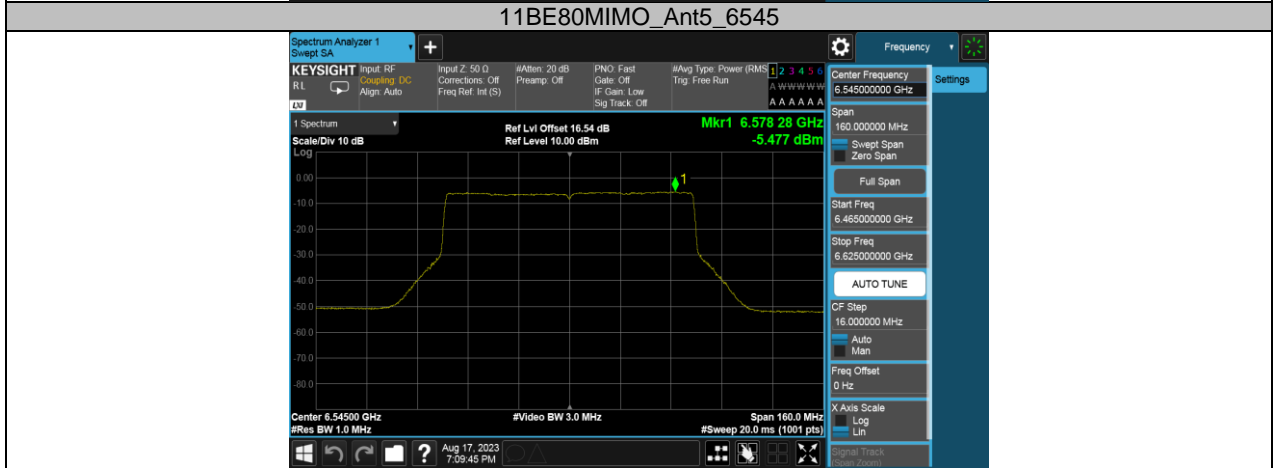 11BE80MIMO_Ant5_6545
Spectrum Analyzer 1
Swept SA
+
Frequency
KEYSIGHT
RL
LXI
Input: RF
Coupling: DC
Align: Auto
Input Z: 50 Ω
Corrections: Off
Freq Ref: Int (S)
#Atten: 20 dB
Preamp: Off
PNO: Fast
Gate: Off
IF Gain: Low
Sig Track: Off
#Avg Type: Power (RMS
Trig: Free Run
1 2 3 4 5 6
A W W W W W
A A A A A A
Center Frequency
6.545000000 GHz
Settings
1 Spectrum
Scale/Div 10 dB
Ref Lvl Offset 16.54 dB
Ref Level 10.00 dBm
Mkr1 6.578 28 GHz
-5.477 dBm
Span
160.000000 MHz
Swept Span
Zero Span
Full Span
Start Freq
6.465000000 GHz
Stop Freq
6.625000000 GHz
AUTO TUNE
CF Step
16.000000 MHz
Auto
Man
Freq Offset
0 Hz
X Axis Scale
Log
Lin
Signal Track
(Span Zoom)
Log
0.00
-10.0
-20.0
-30.0
-40.0
-50.0
-60.0
-70.0
-80.0
1
Center 6.54500 GHz
#Res BW 1.0 MHz
#Video BW 3.0 MHz
Span 160.0 MHz
#Sweep 20.0 ms (1001 pts)
?
Aug 17, 2023
7:09:45 PM